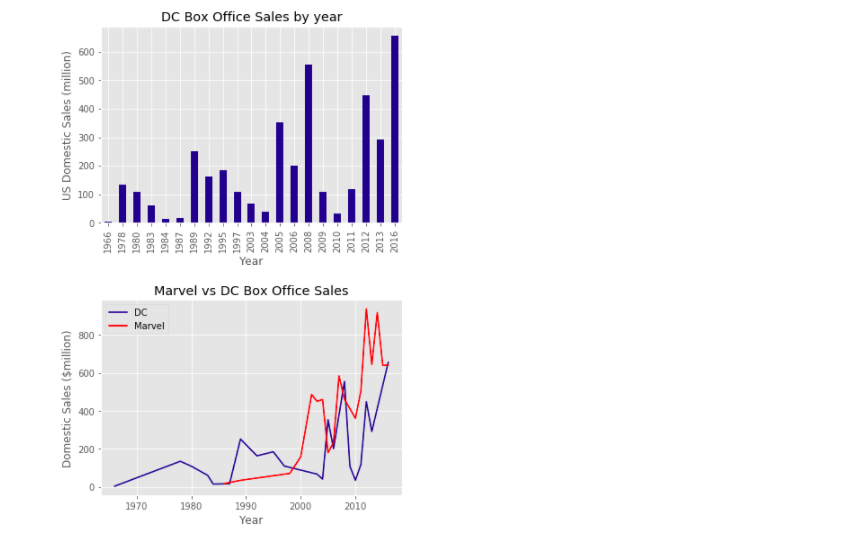 DC Box Office Sales by year
US Domestic Sales (million)
600
500
400
300
200
100
0
1966 1978 1980 1983 1984 1987 1989 1992 1995 1997 2003 2004 2005 2006 2008 2009 2010 2011 2012 2013 2016
Year
Marvel vs DC Box Office Sales
DC
Marvel
Domestic Sales ($million)
800
600
400
200
0
1970 1980 1990 2000 2010
Year